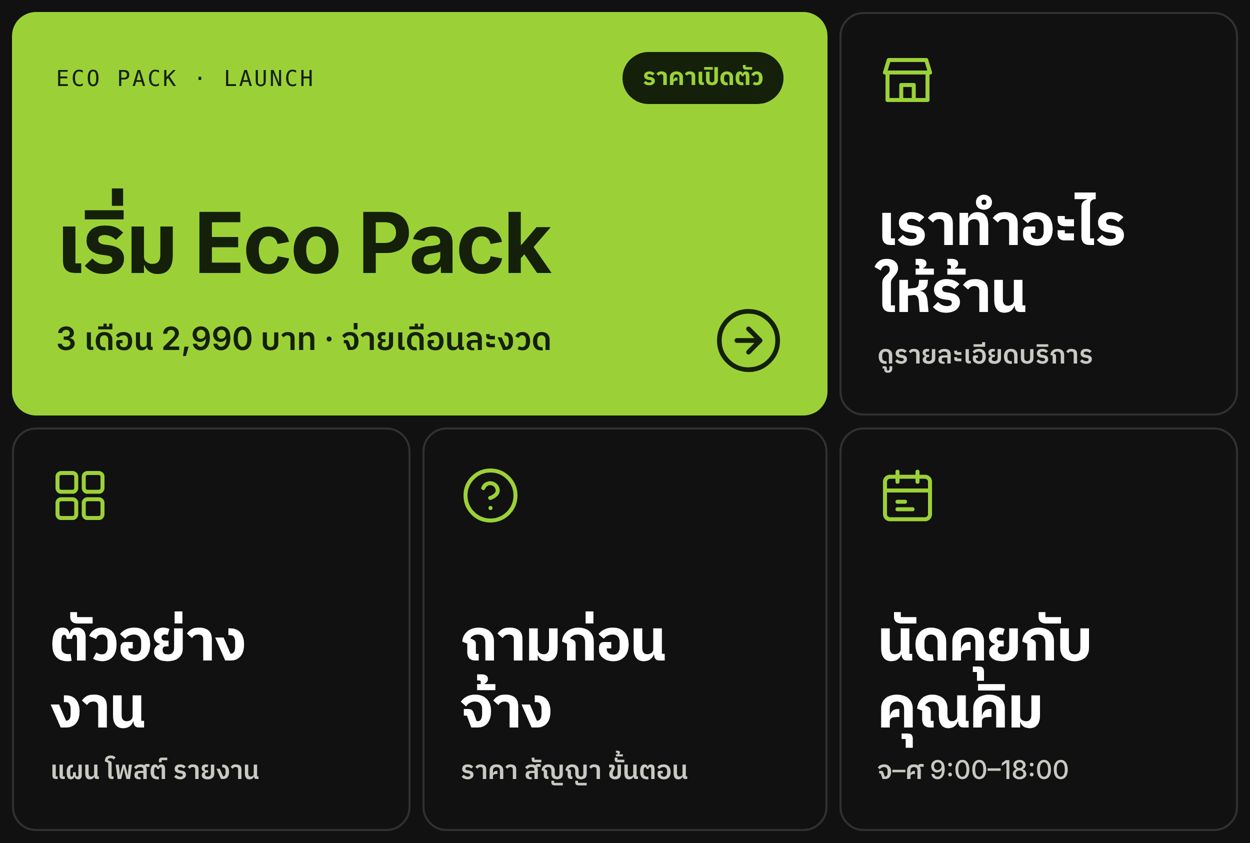 ECO PACK · LAUNCH
ราคาเปิดตัว
เริ่ม Eco Pack
3 เดือน 2,990 บาท · จ่ายเดือนละงวด
เราทำอะไร
ให้ร้าน
ดูรายละเอียดบริการ
ตัวอย่าง
งาน
แผน โพสต์ รายงาน
ถามก่อน
จ้าง
ราคา สัญญา ขั้นตอน
นัดคุยกับ
คุณคิม
จ–ศ 9:00–18:00